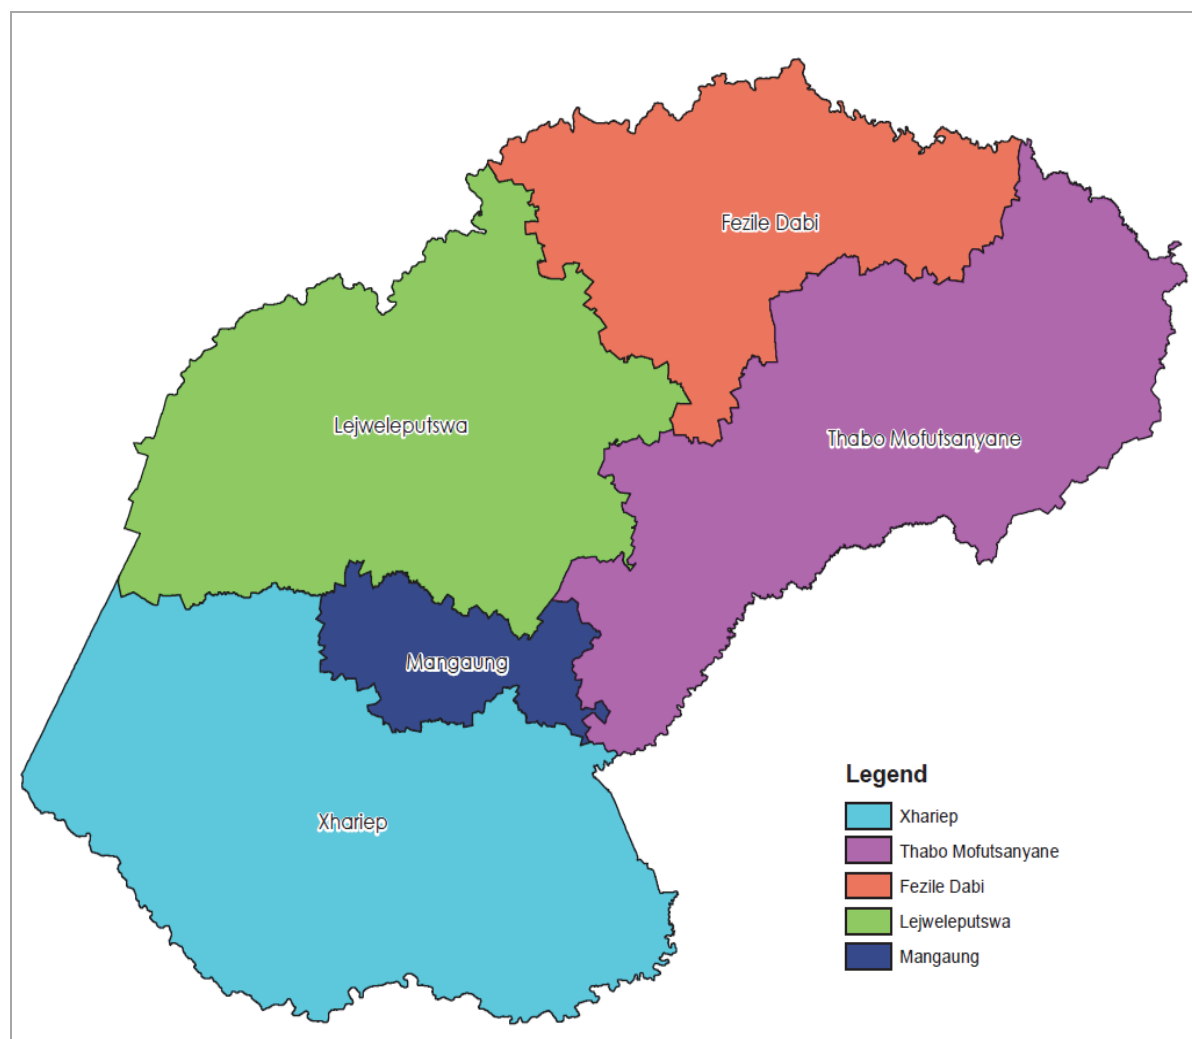 Fezile Dabi
Lejweleputswa
Thabo Mofutsanyane
Mangaung
Xhariep
Legend
Xhariep
Thabo Mofutsanyane
Fezile Dabi
Lejweleputswa
Mangaung